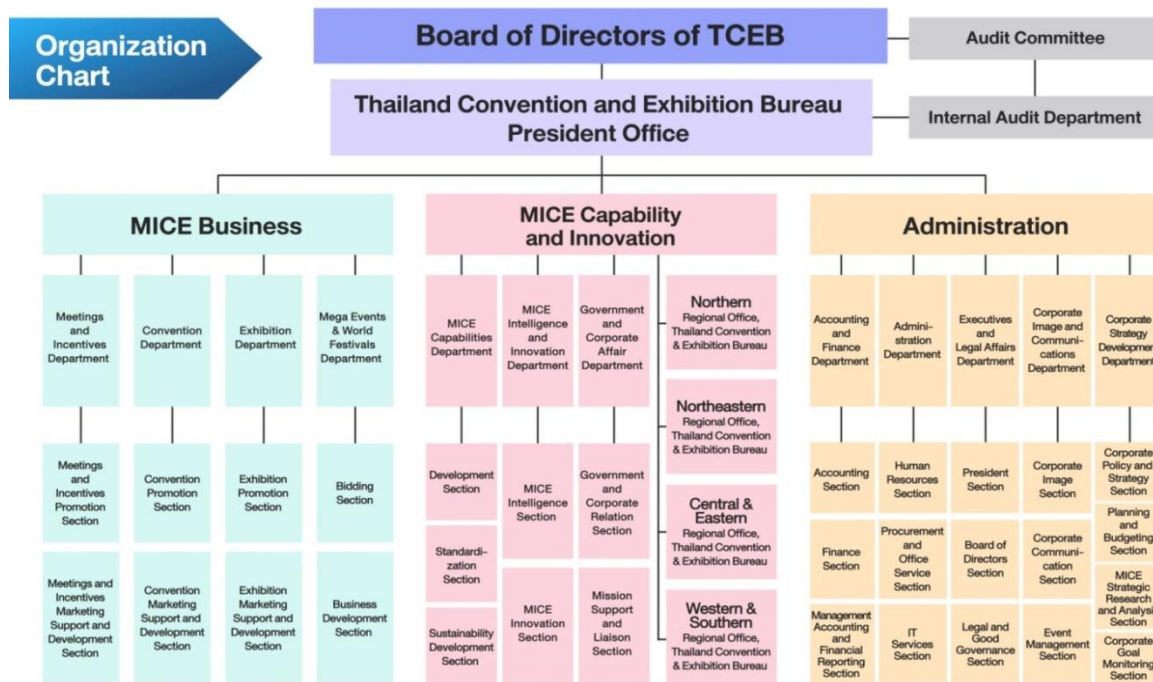 Organization
Chart
Board of Directors of TCEB
Audit Committee
Thailand Convention and Exhibition Bureau
President Office
Internal Audit Department
MICE Business
MICE Capability
and Innovation
Administration
Meetings
and
Incentives
Department
Convention
Department
Exhibition
Department
Mega Events
& World
Festivals
Department
MICE
Capabilities
Department
MICE
Intelligence
and
Innovation
Department
Government
and
Corporate
Affair
Department
Northern
Regional Office,
Thailand Convention
& Exhibition Bureau
Northeastern
Regional Office,
Thailand Convention
& Exhibition Bureau
Central &
Eastern
Regional Office,
Thailand Convention
& Exhibition Bureau
Western &
Southern
Regional Office,
Thailand Convention
& Exhibition Bureau
Accounting
and
Finance
Department
Admini-
stration
Department
Executives
and
Legal Affairs
Department
Corporate
Image and
Communi-
cations
Department
Corporate
Strategy
Development
Department
Meetings
and
Incentives
Promotion
Section
Convention
Promotion
Section
Exhibition
Promotion
Section
Bidding
Section
Meetings and
Incentives
Marketing
Support and
Development
Section
Convention
Marketing
Support and
Development
Section
Exhibition
Marketing
Support and
Development
Section
Business
Development
Section
Development
Section
Standardi-
zation
Section
Sustainability
Development
Section
MICE
Intelligence
Section
MICE
Innovation
Section
Government
and
Corporate
Relation
Section
Mission
Support
and
Liaison
Section
Accounting
Section
Finance
Section
Management
Accounting
and
Financial
Reporting
Section
Human
Resources
Section
Procurement
and
Office
Service
Section
IT
Services
Section
President
Section
Board of
Directors
Section
Legal and
Good
Governance
Section
Corporate
Image
Section
Corporate
Communi-
cation
Section
Event
Management
Section
Corporate
Policy and
Strategy
Section
Planning
and
Budgeting
Section
MICE
Strategic
Research
and Analysis
Section
Corporate
Goal
Monitoring
Section